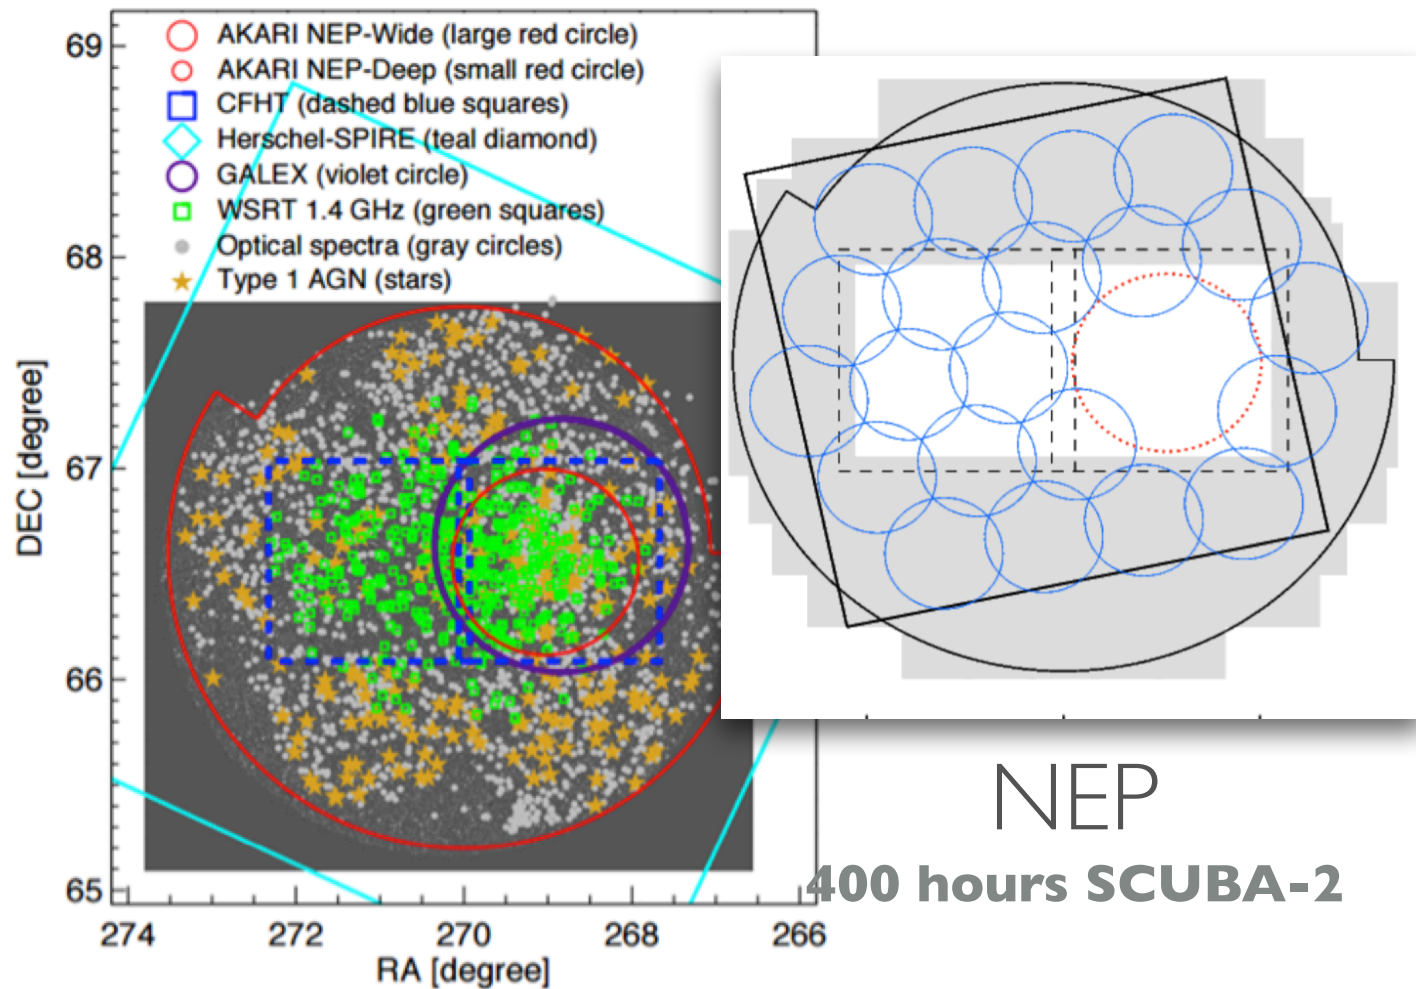 AKARI NEP-Wide (large red circle)
AKARI NEP-Deep (small red circle)
CFHT (dashed blue squares)
Herschel-SPIRE (teal diamond)
GALEX (violet circle)
WSRT 1.4 GHz (green squares)
Optical spectra (gray circles)
Type 1 AGN (stars)
69
68
67
66
65
DEC [degree]
274 272 270 268 266
RA [degree]
NEP
400 hours SCUBA-2